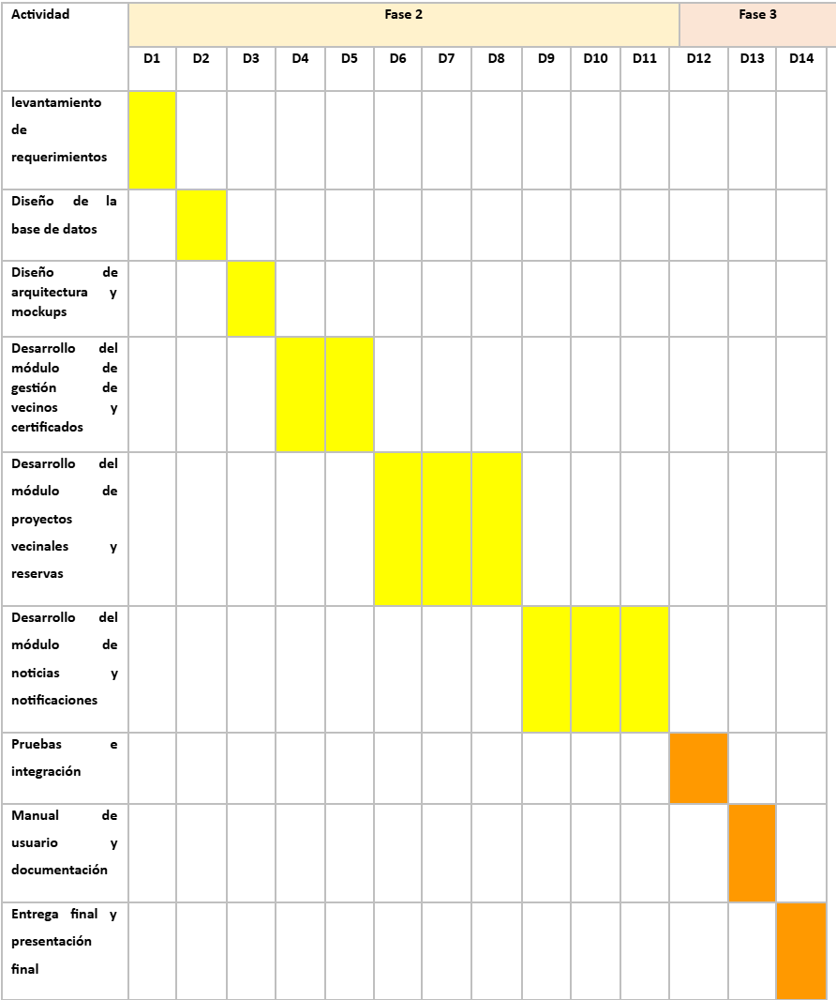 Actividad Fase 2 Fase 3
D1 D2 D3 D4 D5 D6 D7 D8 D9 D10 D11 D12 D13 D14
levantamiento
de
requerimientos
Diseño de la
base de datos
Diseño de
arquitectura y
mockups
Desarrollo del
módulo de
gestión de
vecinos y
certificados
Desarrollo del
módulo de
proyectos
vecinales y
reservas
Desarrollo del
módulo de
noticias y
notificaciones
Pruebas e
integración
Manual de
usuario y
documentación
Entrega final y
presentación
final